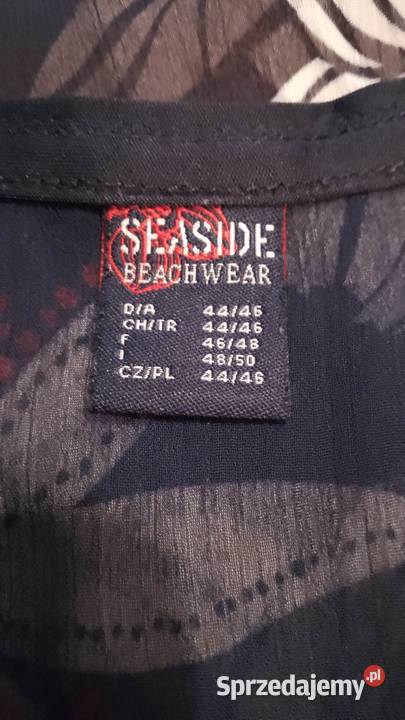 SEASIDE
BEACHWEAR
D/A 44/46
CH/TR 44/46
F 46/48
I 48/50
CZ/PL 44/46
Sprzedajemy.pl